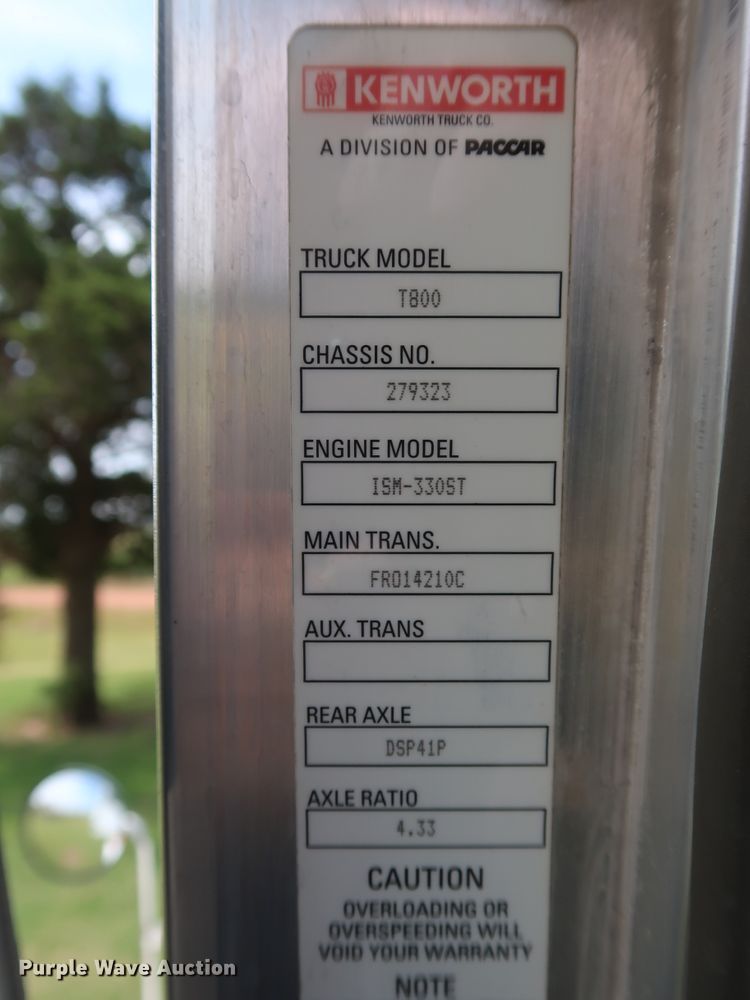 KENWORTH
KENWORTH TRUCK CO.
A DIVISION OF PACCAR
TRUCK MODEL
T800
CHASSIS NO.
279323
ENGINE MODEL
ISM-330ST
MAIN TRANS.
FRO14210C
AUX. TRANS
REAR AXLE
DSP41P
AXLE RATIO
4.33
CAUTION
OVERLOADING OR
OVERSPEEDING WILL
VOID YOUR WARRANTY
NOTE
Purple Wave Auction